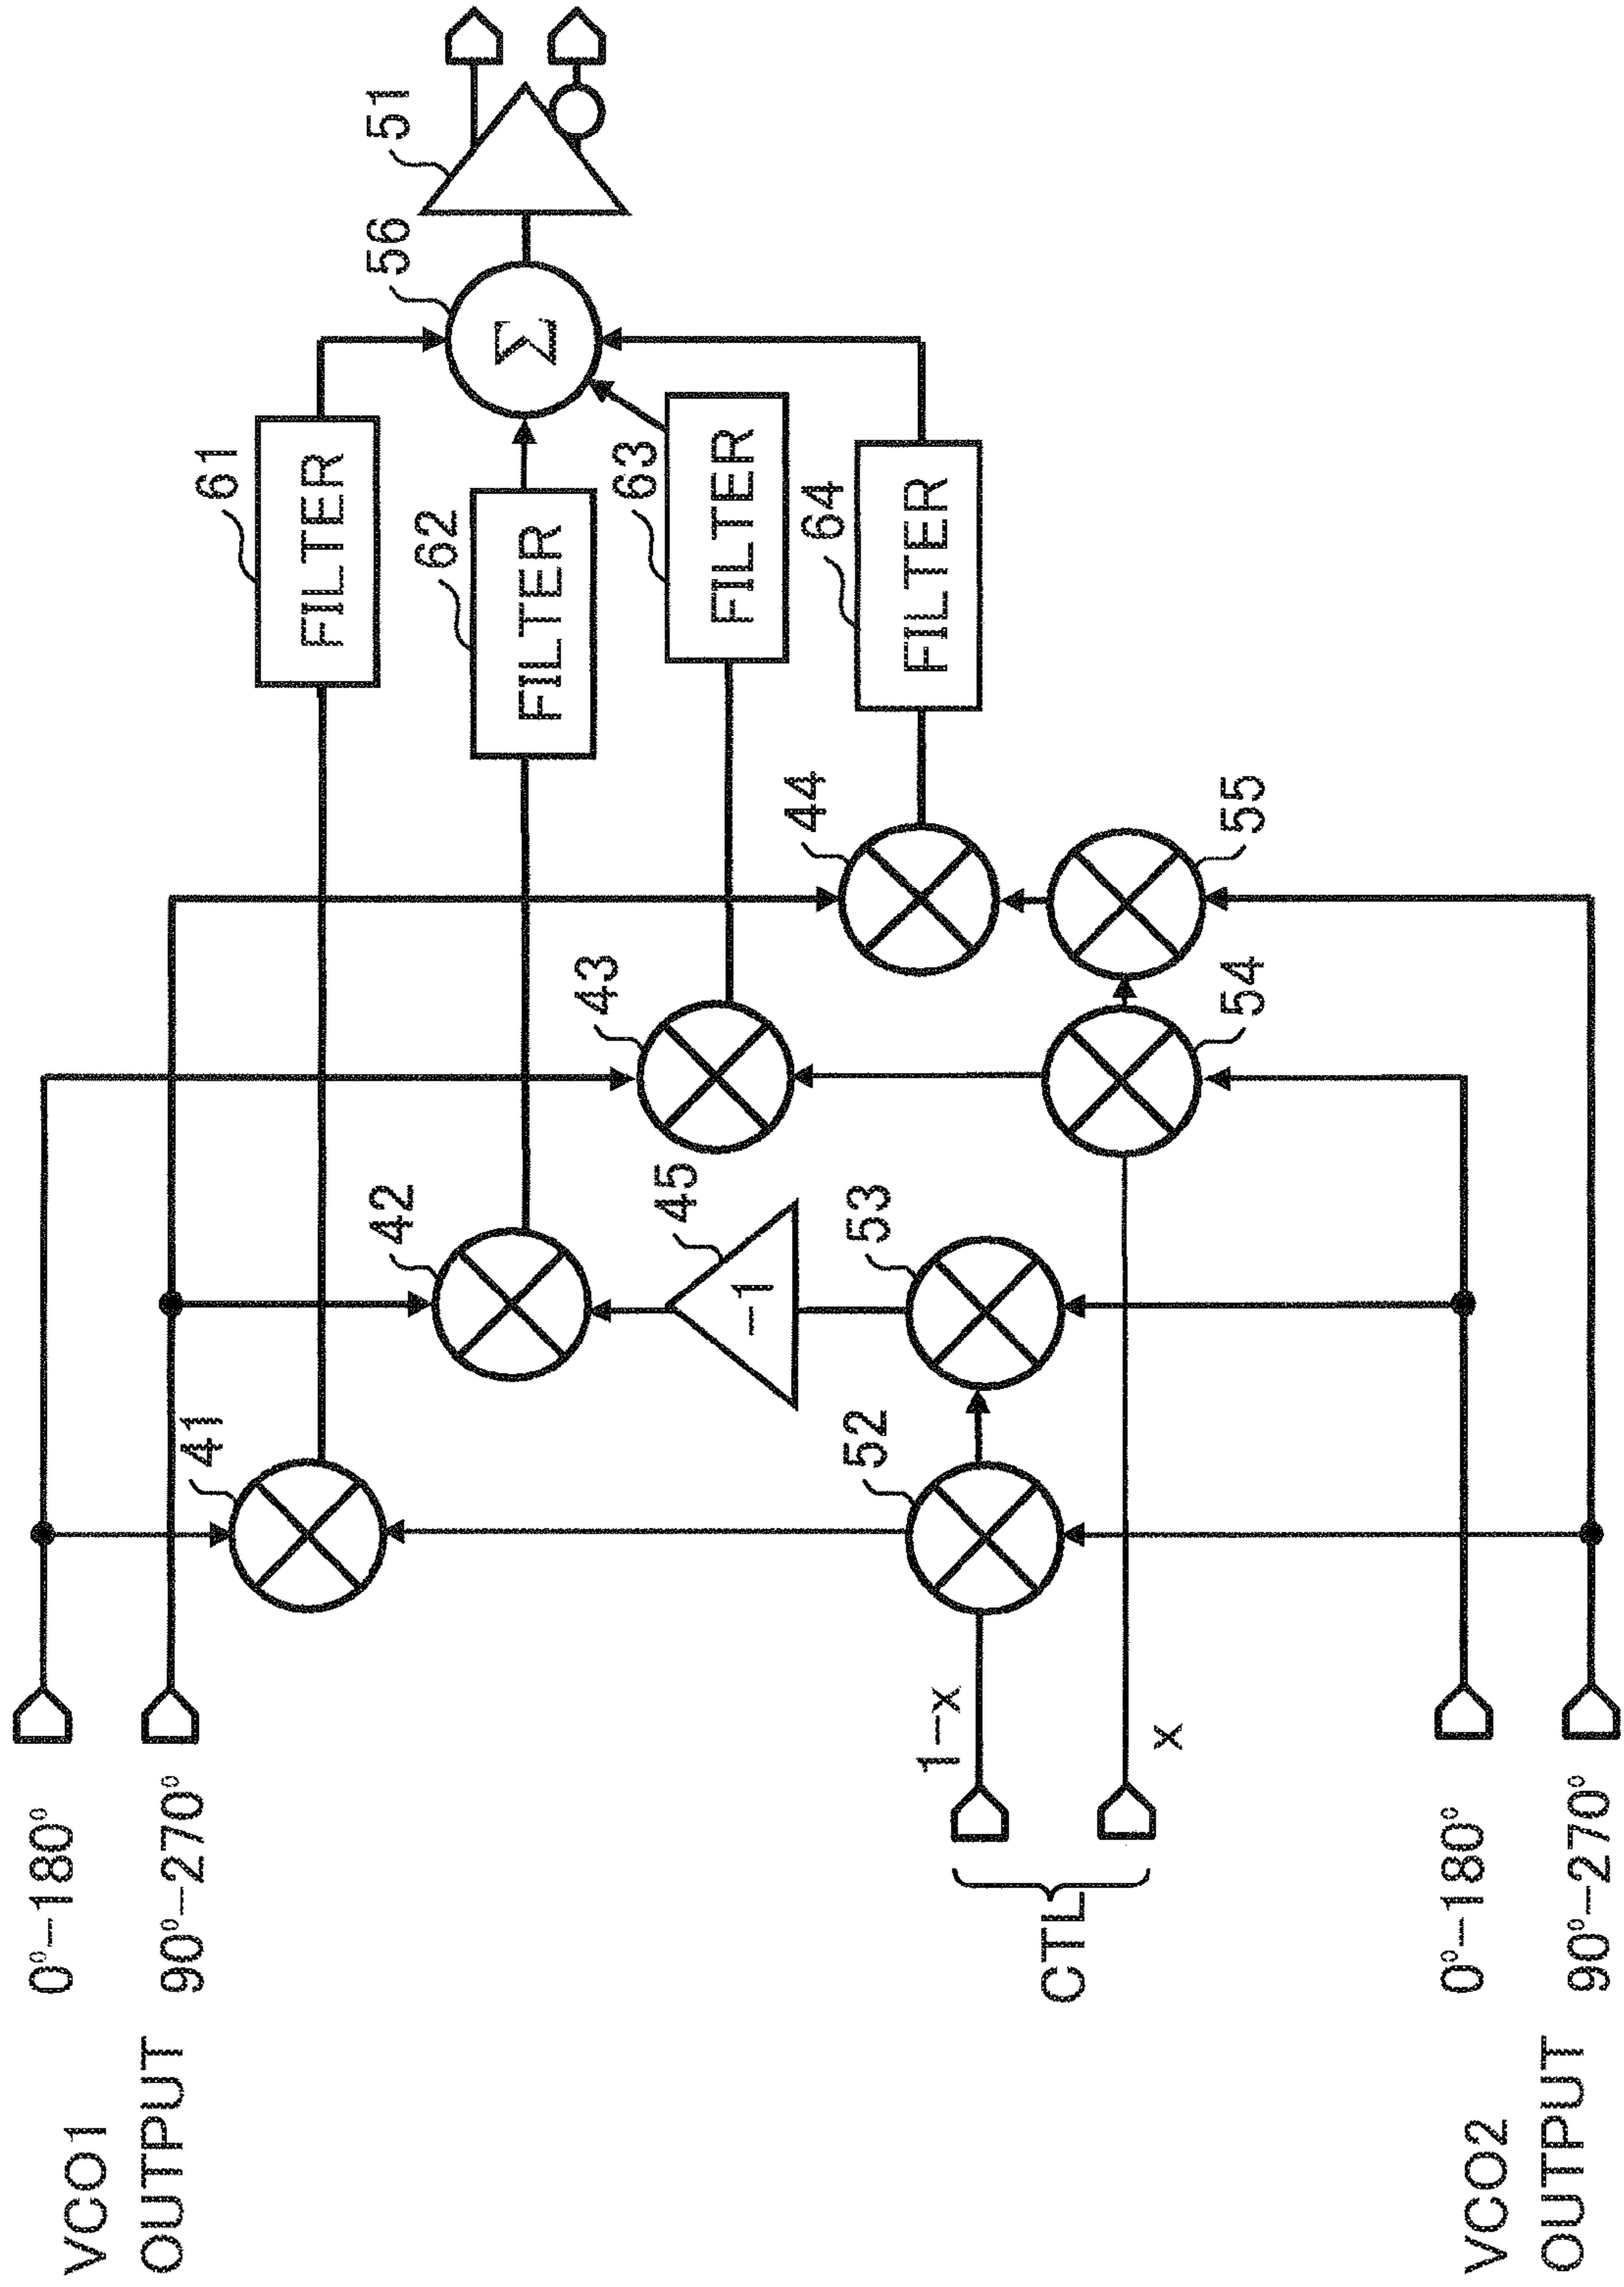 VCO1
OUTPUT
0°–180°
90°–270°
41
42
43
44
45
–1
52
53
54
55
61
FILTER
62
FILTER
63
FILTER
64
FILTER
56
Σ
51
CTL
1–x
x
VCO2
OUTPUT
0°–180°
90°–270°